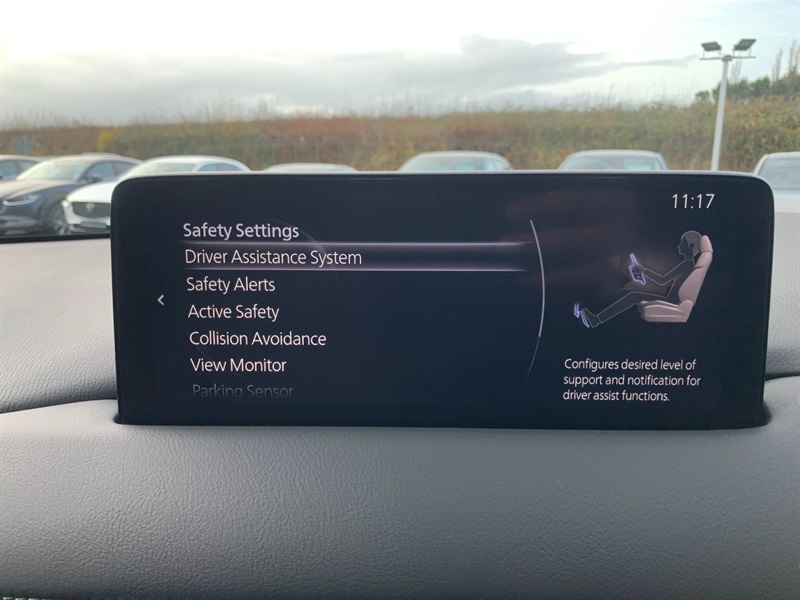 11:17
Safety Settings
Driver Assistance System
Safety Alerts
Active Safety
Collision Avoidance
View Monitor
Parking Sensor
Configures desired level of
support and notification for
driver assist functions.